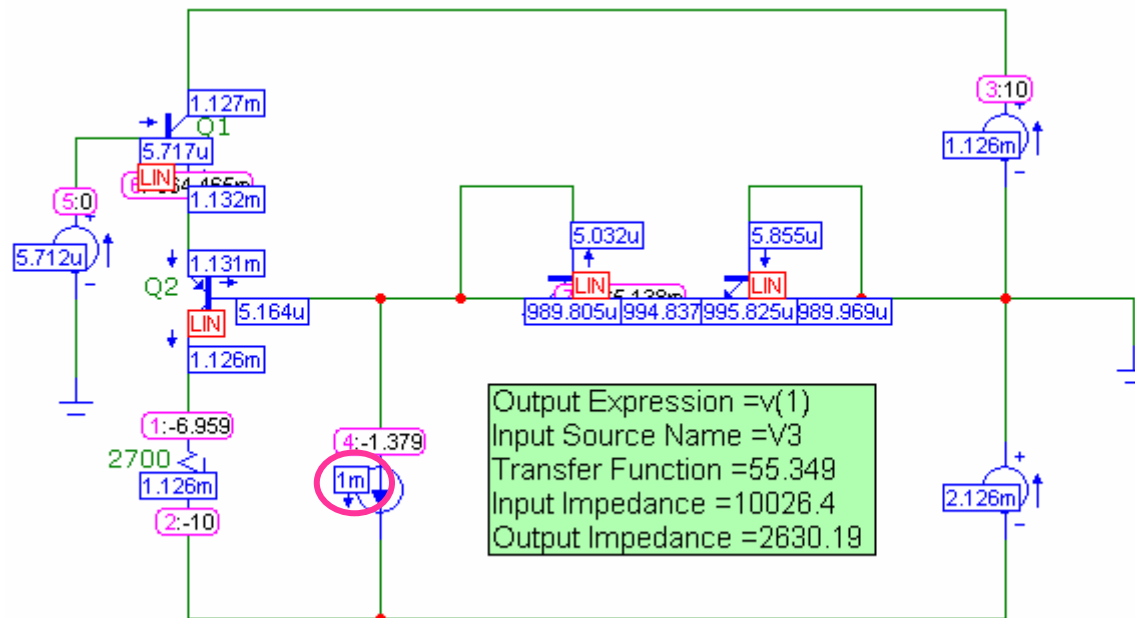 1.127m
3:10
Q1
1.126m
5.717u
LIN
5:0
1.132m
5.712u
5.032u
5.855u
1.131m
Q2
LIN
LIN
5.164u
989.805u
994.837
995.825u
989.969u
LIN
1.126m
Output Expression =v(1)
1:-6.959
Input Source Name =V3
4:-1.379
2700
Transfer Function =55.349
1m
1.126m
Input Impedance =10026.4
2.126m
2:-10
Output Impedance =2630.19